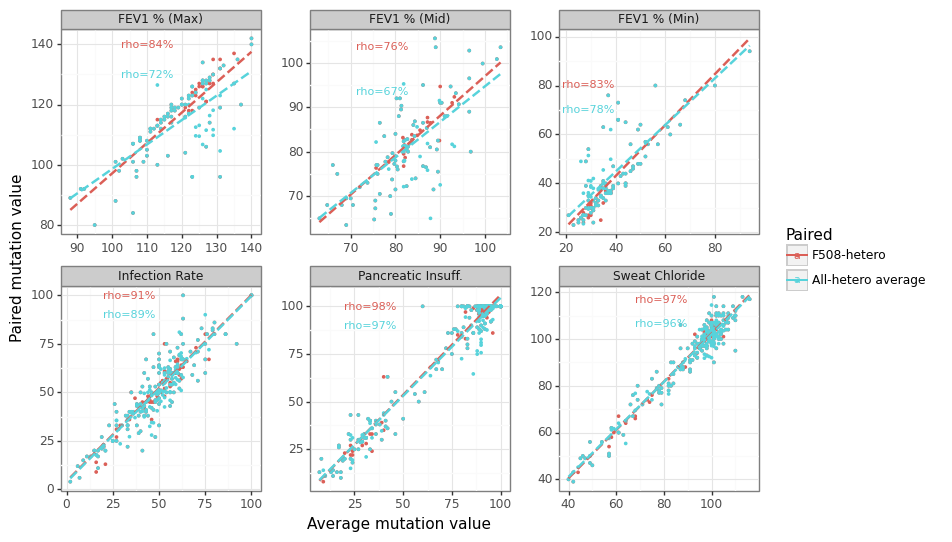 FEV1 % (Max)
FEV1 % (Mid)
FEV1 % (Min)
140
120
100
80
rho=84%
rho=72%
90
100
110
120
130
140
100
90
80
70
rho=76%
rho=67%
70
80
90
100
100
80
60
40
20
rho=83%
rho=78%
20
40
60
80
Infection Rate
Pancreatic Insuff.
Sweat Chloride
100
75
50
25
0
rho=91%
rho=89%
0
25
50
75
100
100
75
50
25
rho=98%
rho=97%
25
50
75
100
120
100
80
60
40
rho=97%
rho=96%
40
60
80
100
Paired mutation value
Average mutation value
Paired
a F508-hetero
a All-hetero average